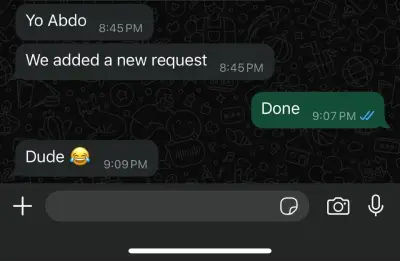 Yo Abdo
8:45 PM
We added a new request
8:45 PM
Done
9:07 PM
Dude 😂
9:09 PM